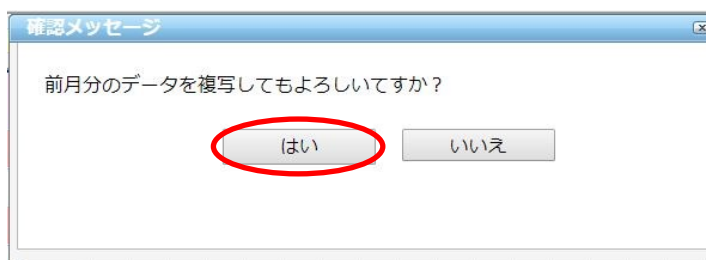 確認メッセージ
前月分のデータを複写してもよろしいてすか？
はい
いいえ